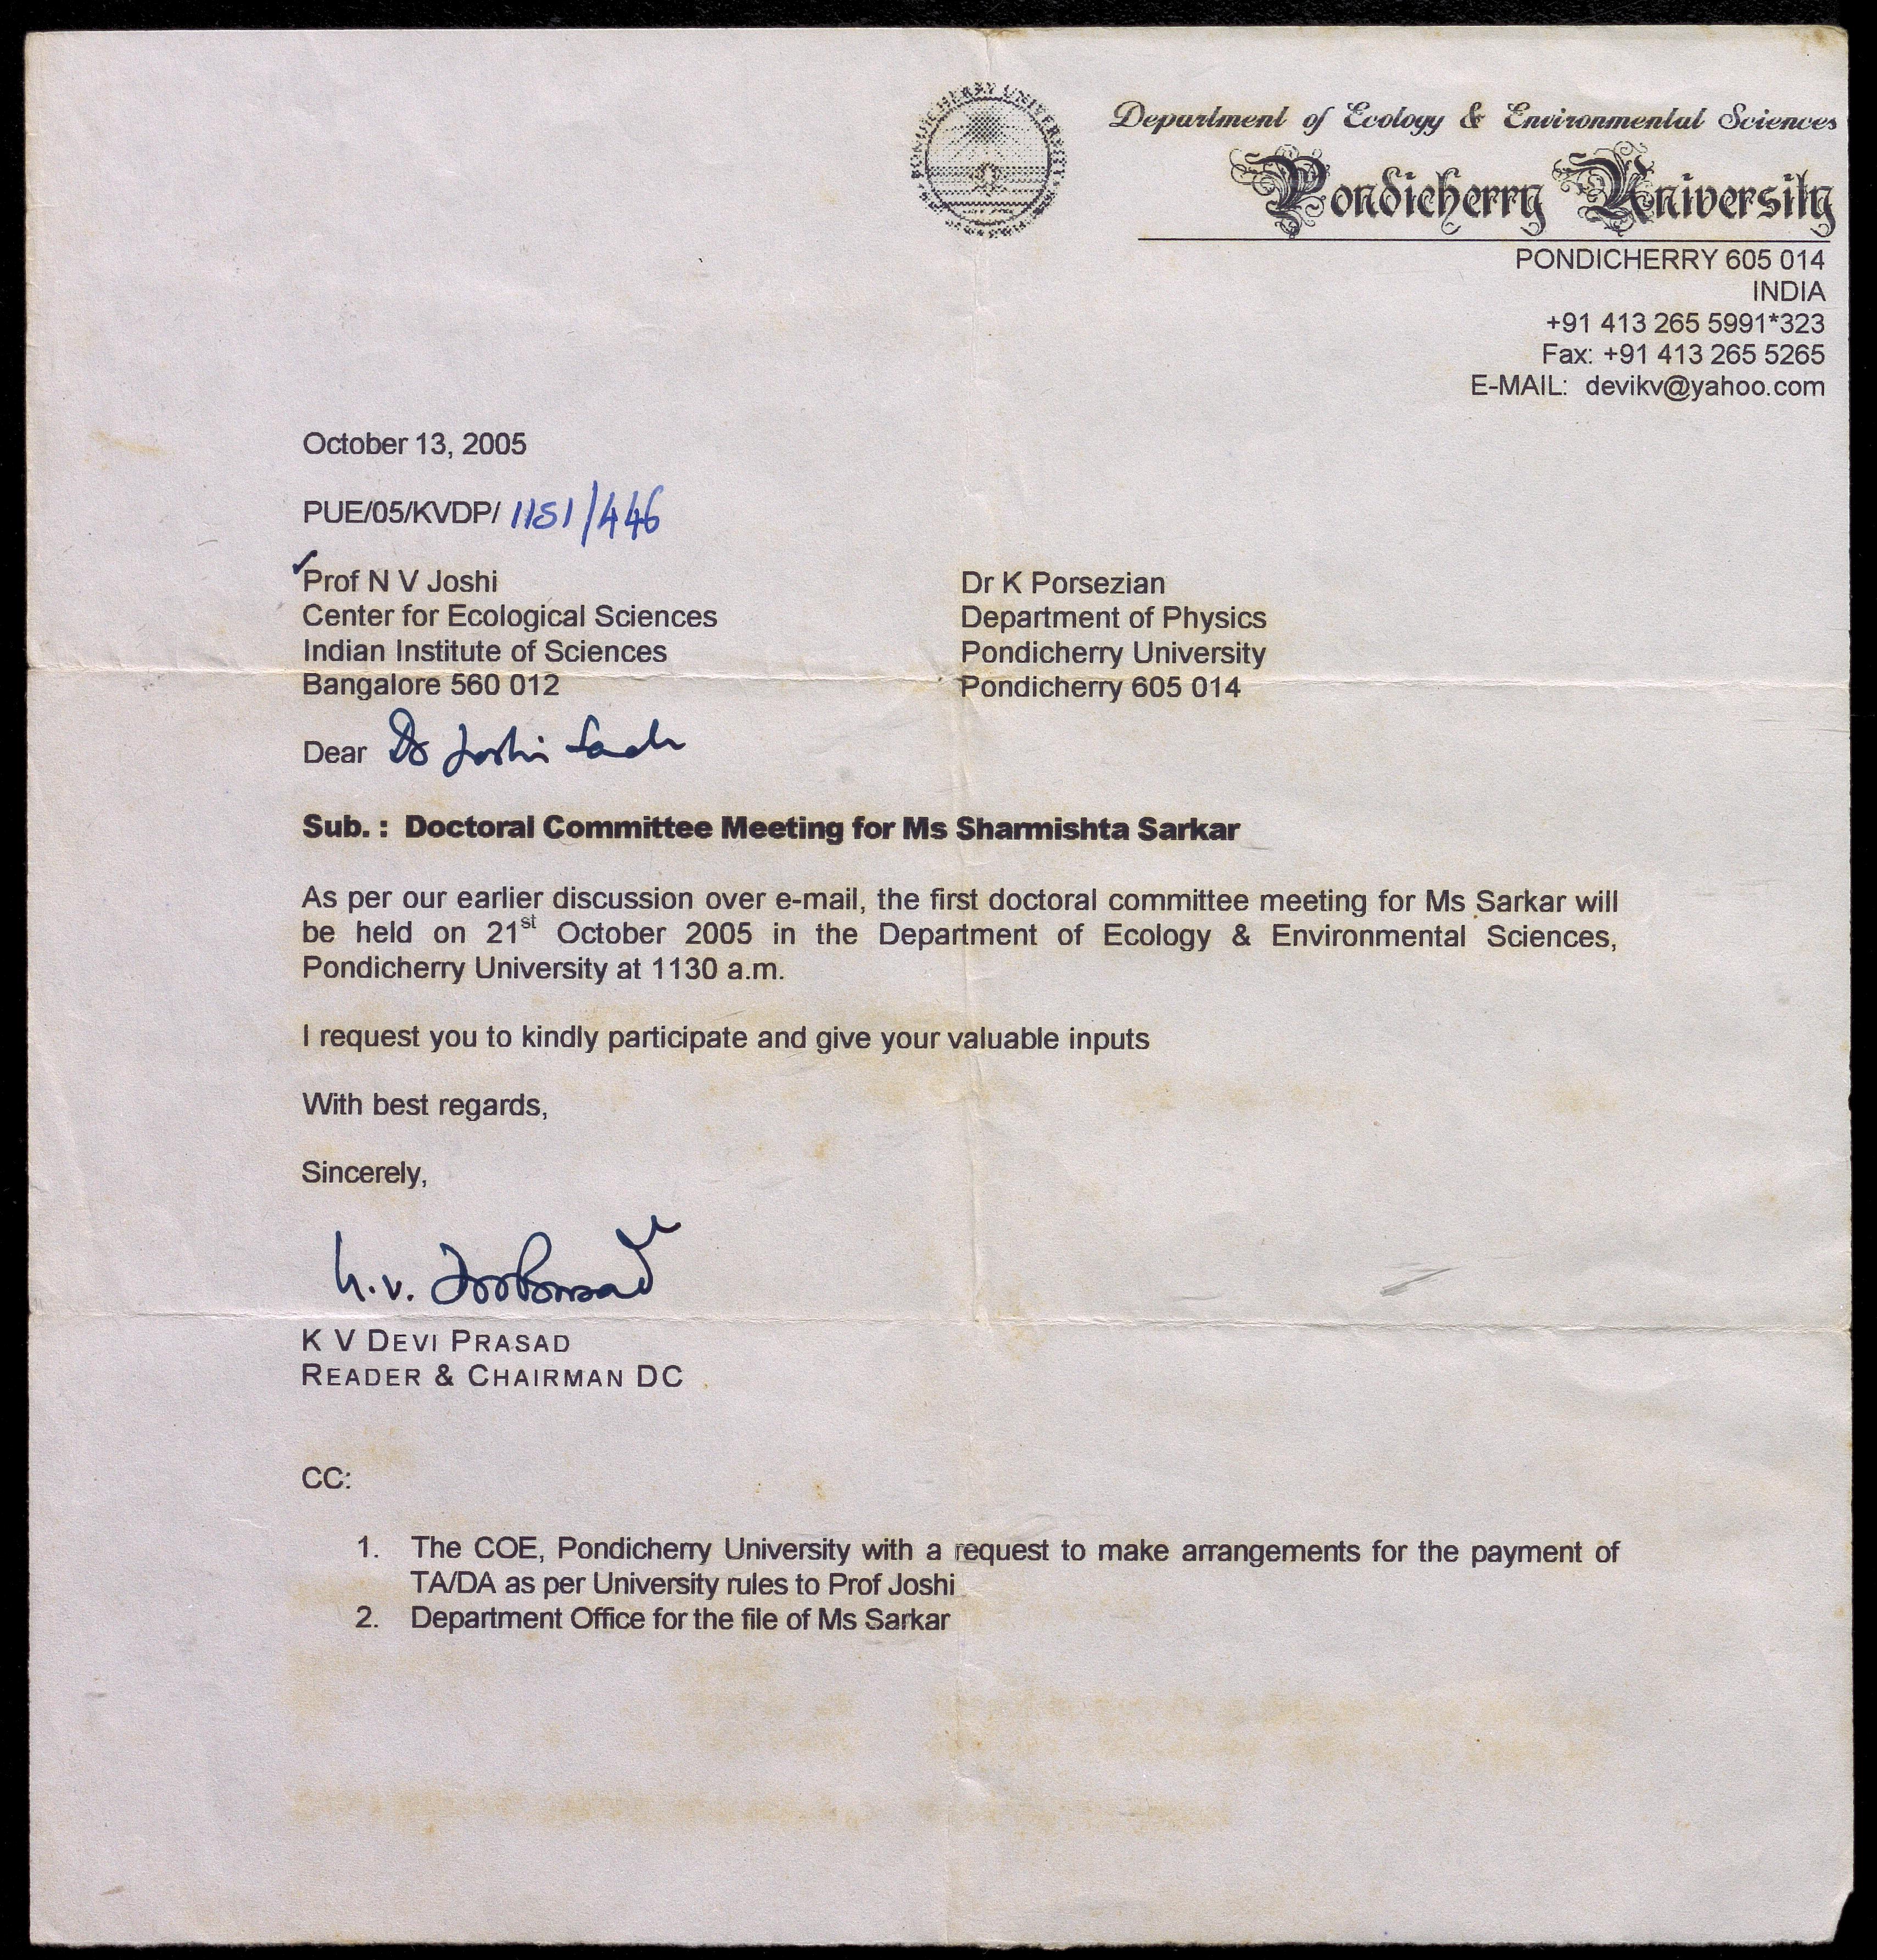 PONDICHERRY UNIVERSITY
Department of Ecology & Environmental Sciences
Pondicherry University
PONDICHERRY 605 014
INDIA
+91 413 265 5991*323
Fax: +91 413 265 5265
E-MAIL: devikv@yahoo.com
October 13, 2005
PUE/05/KVDP/ 1151/446
Prof N V Joshi
Center for Ecological Sciences
Indian Institute of Sciences
Bangalore 560 012
Dr K Porsezian
Department of Physics
Pondicherry University
Pondicherry 605 014
Dear Dr Joshi
Sub. : Doctoral Committee Meeting for Ms Sharmishta Sarkar
As per our earlier discussion over e-mail, the first doctoral committee meeting for Ms Sarkar will
be held on 21st October 2005 in the Department of Ecology & Environmental Sciences,
Pondicherry University at 1130 a.m.
I request you to kindly participate and give your valuable inputs
With best regards,
Sincerely,
K.V. Devi Prasad
K V DEVI PRASAD
READER & CHAIRMAN DC
CC:
1. The COE, Pondicherry University with a request to make arrangements for the payment of
TA/DA as per University rules to Prof Joshi
2. Department Office for the file of Ms Sarkar